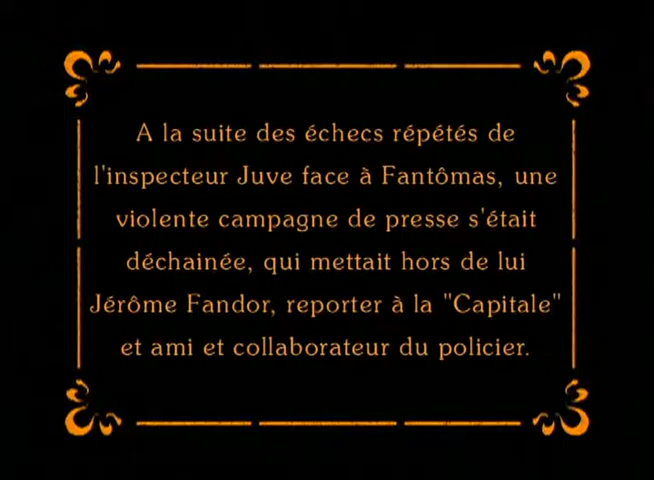 A la suite des échecs répétés de
l'inspecteur Juve face à Fantômas, une
violente campagne de presse s'était
déchainée, qui mettait hors de lui
Jérôme Fandor, reporter à la "Capitale"
et ami et collaborateur du policier.